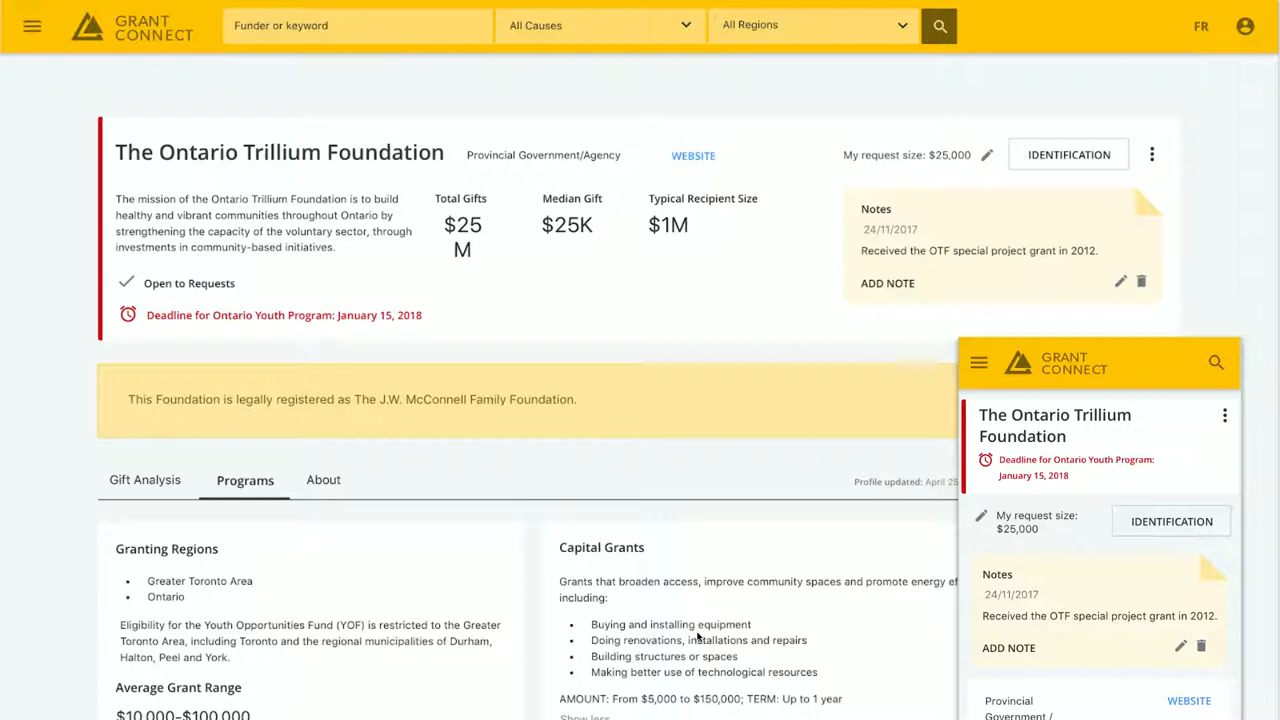 GRANT
CONNECT
Funder or keyword
All Causes
All Regions
FR
The Ontario Trillium Foundation
Provincial Government/Agency
WEBSITE
My request size: $25,000
IDENTIFICATION
The mission of the Ontario Trillium Foundation is to build
healthy and vibrant communities throughout Ontario by
strengthening the capacity of the voluntary sector, through
investments in community-based initiatives.
Total Gifts
$25
M
Median Gift
$25K
Typical Recipient Size
$1M
Notes
24/11/2017
Received the OTF special project grant in 2012.
ADD NOTE
Open to Requests
Deadline for Ontario Youth Program: January 15, 2018
This Foundation is legally registered as The J.W. McConnell Family Foundation.
Gift Analysis
Programs
About
Profile updated: April 26
Granting Regions
• Greater Toronto Area
• Ontario
Eligibility for the Youth Opportunities Fund (YOF) is restricted to the Greater
Toronto Area, including Toronto and the regional municipalities of Durham,
Halton, Peel and York.
Average Grant Range
$10,000-$100,000
Capital Grants
Grants that broaden access, improve community spaces and promote energy ef
including:
• Buying and installing equipment
• Doing renovations, installations and repairs
• Building structures or spaces
• Making better use of technological resources
AMOUNT: From $5,000 to $150,000; TERM: Up to 1 year
Show less
GRANT
CONNECT
The Ontario Trillium
Foundation
Deadline for Ontario Youth Program:
January 15, 2018
My request size:
$25,000
IDENTIFICATION
Notes
24/11/2017
Received the OTF special project grant in 2012.
ADD NOTE
Provincial
Government /
WEBSITE